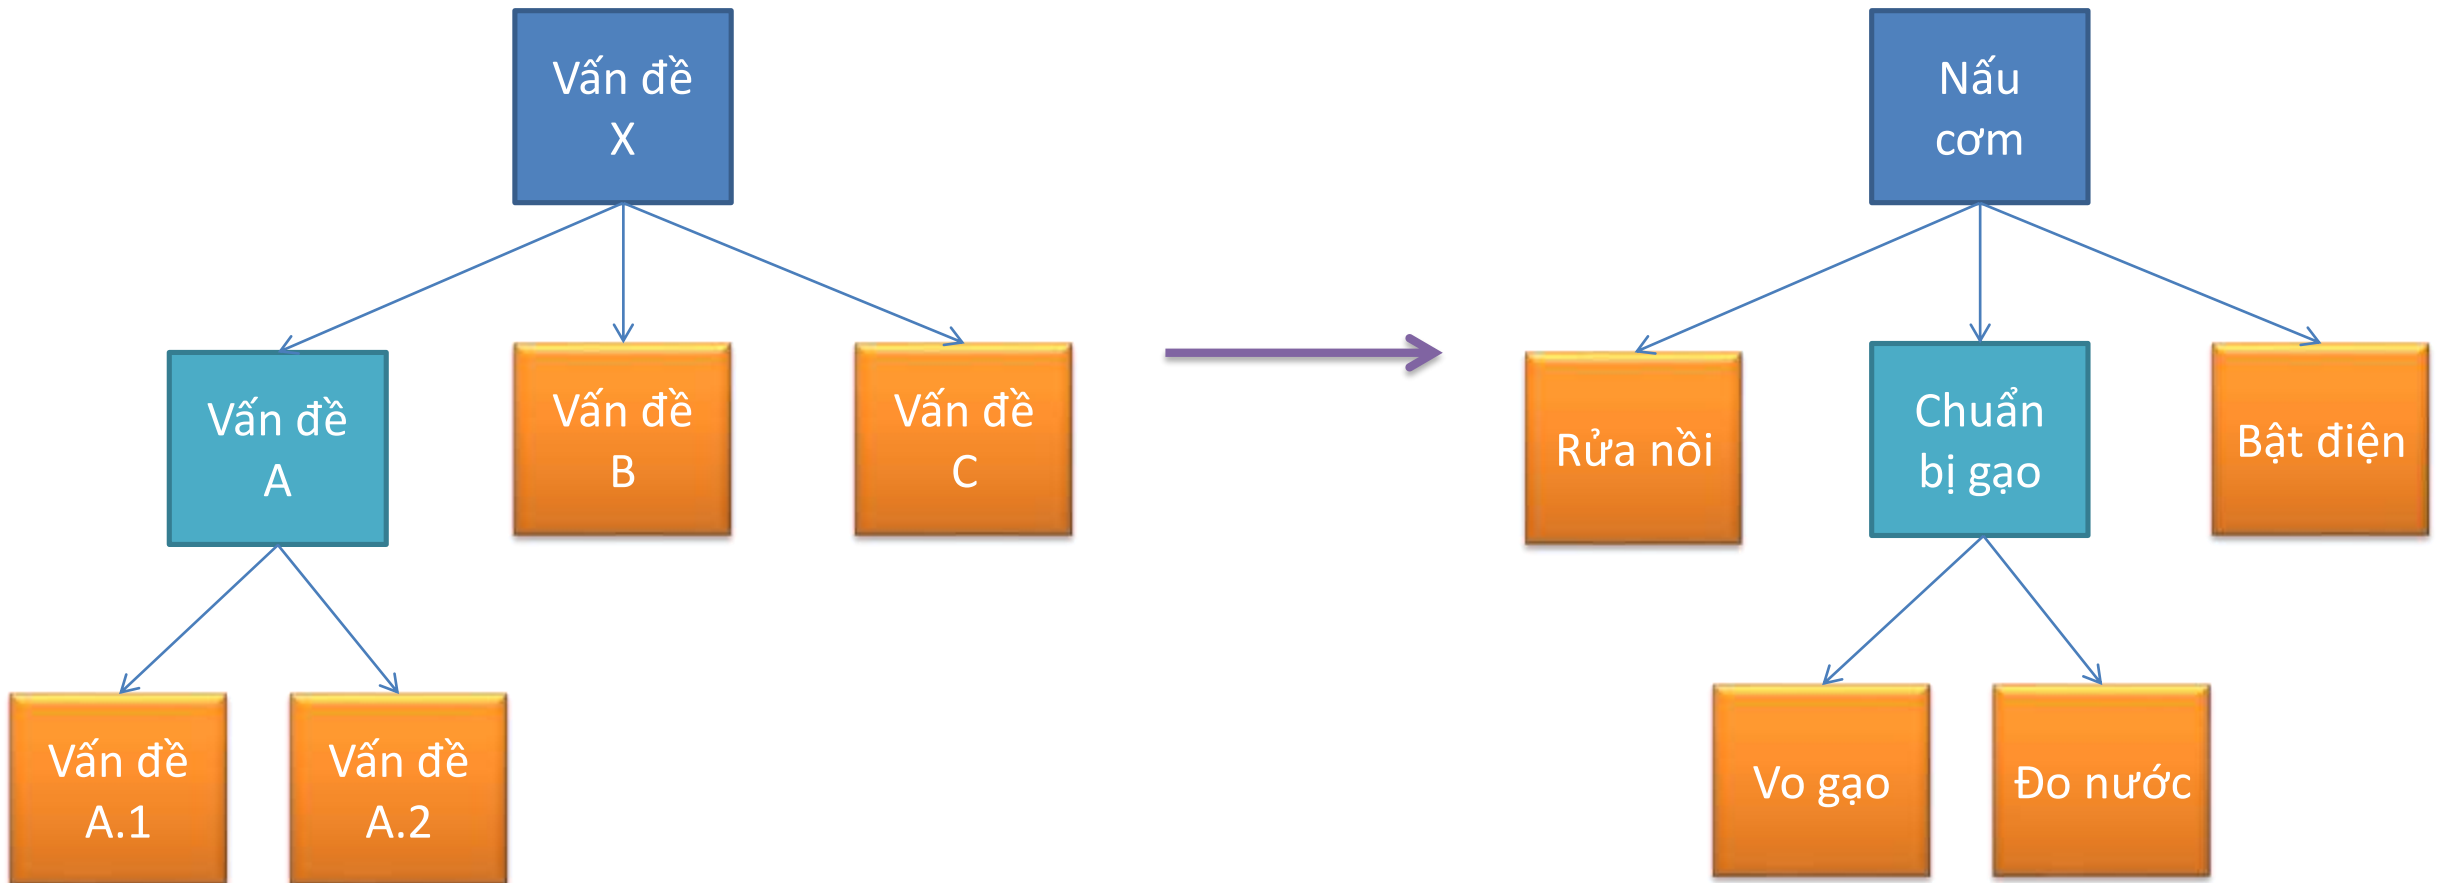 Vấn đề
X
Vấn đề
A
Vấn đề
B
Vấn đề
C
Vấn đề
A.1
Vấn đề
A.2
Nấu
cơm
Rửa nồi
Chuẩn
bị gạo
Bật điện
Vo gạo
Đo nước